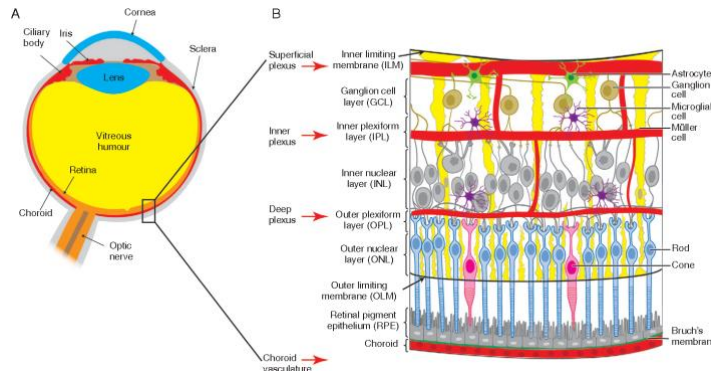 A
Cornea
Ciliary
body
Iris
Sclera
Lens
Vitreous
humour
Retina
Choroid
Optic
nerve
B
Superficial
plexus
Inner
plexus
Deep
plexus
Choroid
vasculature
Inner limiting
membrane (ILM)
Ganglion cell
layer (GCL)
Inner plexiform
layer (IPL)
Inner nuclear
layer (INL)
Outer plexiform
layer (OPL)
Outer nuclear
layer (ONL)
Outer limiting
membrane (OLM)
Retinal pigment
epithelium (RPE)
Choroid
Astrocyte
Ganglion
cell
Microglial
cell
Müller
cell
Rod
Cone
Bruch's
membran